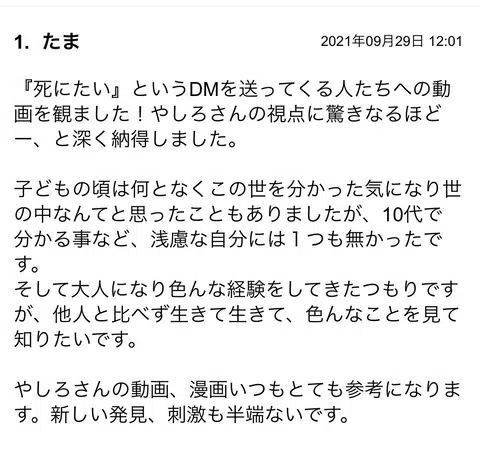 1. たま 2021年09月29日 12:01
『死にたい』というDMを送ってくる人たちへの動
画を観ました！やしろさんの視点に驚きなるほど
ー、と深く納得しました。
子どもの頃は何となくこの世を分かった気になり世
の中なんてと思ったこともありましたが、10代で
分かる事など、浅慮な自分には１つも無かったで
す。
そして大人になり色んな経験をしてきたつもりです
が、他人と比べず生きて生きて、色んなことを見て
知りたいです。
やしろさんの動画、漫画いつもとても参考になりま
す。新しい発見、刺激も半端ないです。